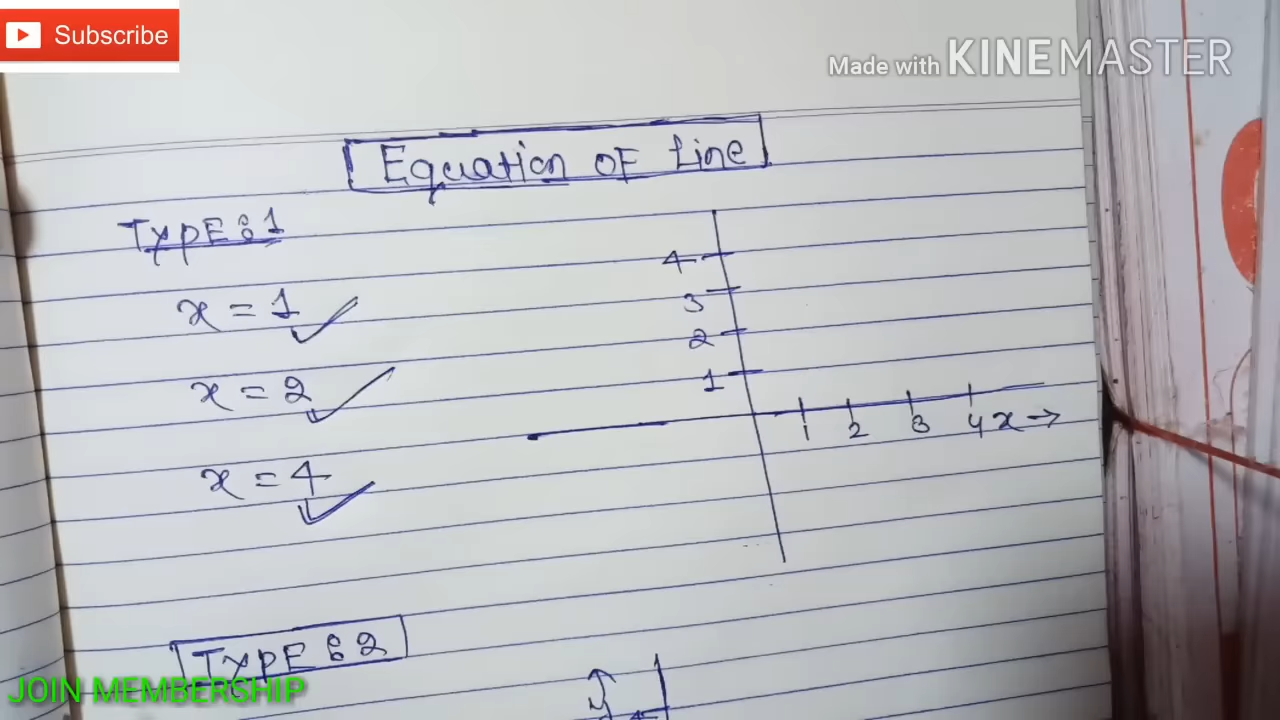 Subscribe
Made with KINEMASTER
Equation OF Line
TYPE:1
x = 1
x = 2
x = 4
4
3
2
1
1 2 3 4 x →
TYPE:2
y
JOIN MEMBERSHIP